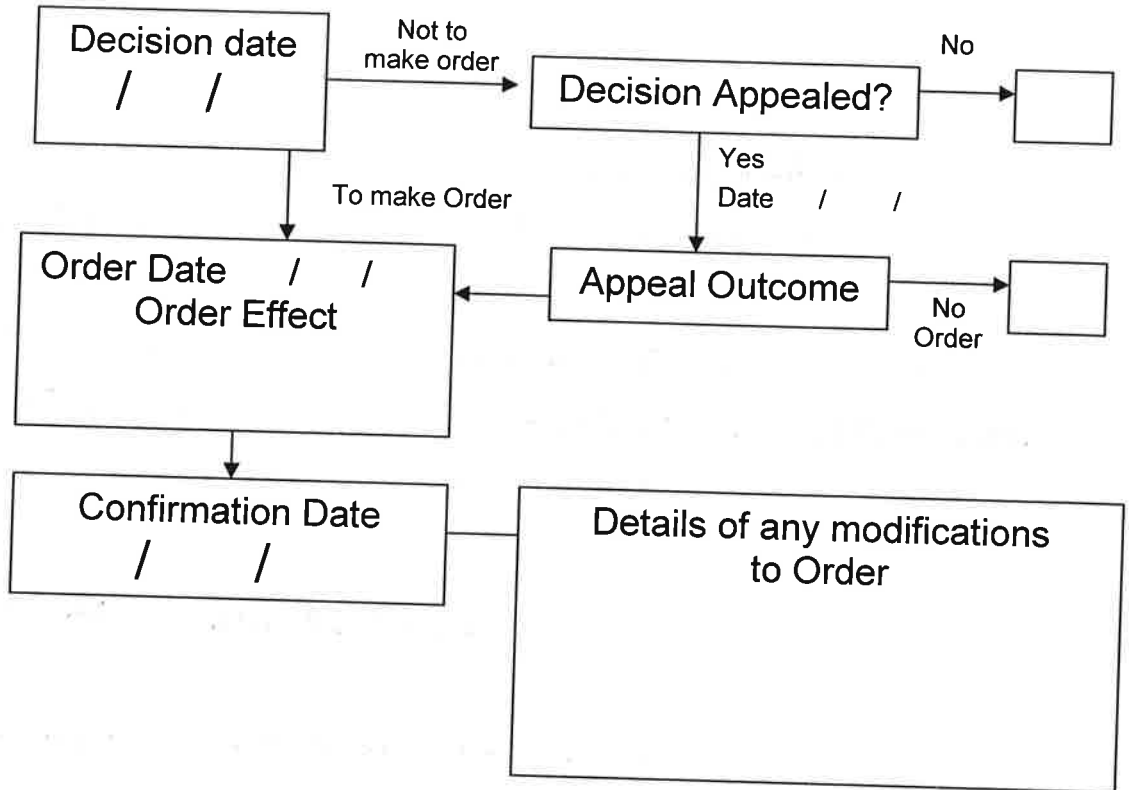 Decision date
/ /
Not to
make order
Decision Appealed?
No
Yes
Date / /
To make Order
Order Date / /
Order Effect
Appeal Outcome
No
Order
Confirmation Date
/ /
Details of any modifications
to Order